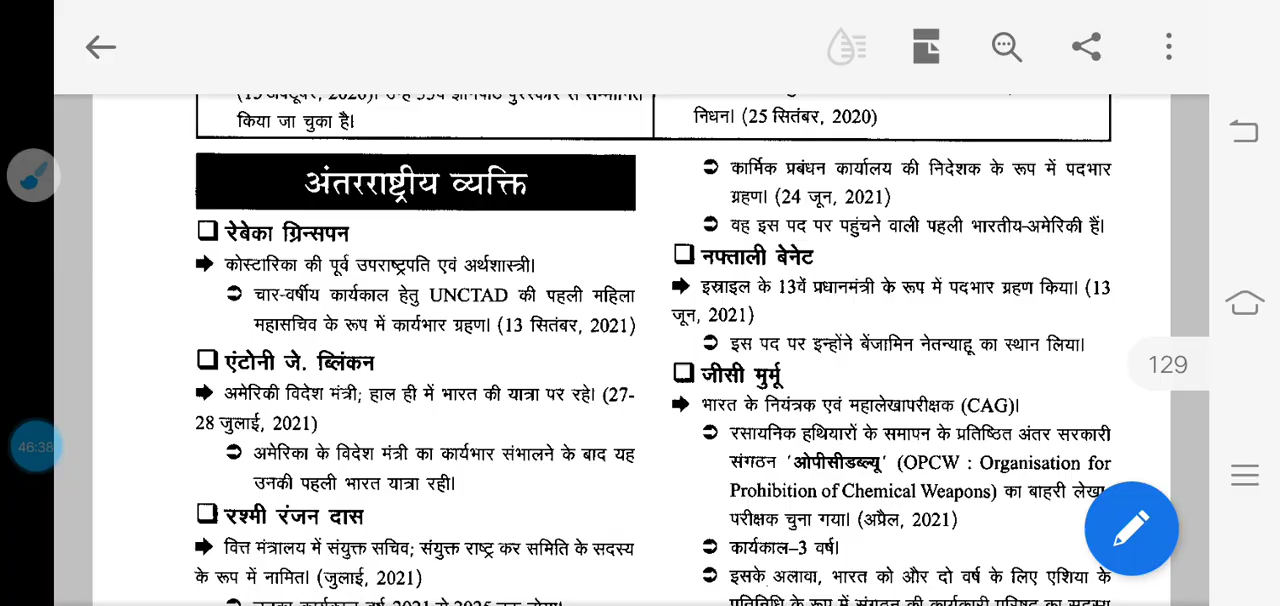 किया जा चुका है।
निधन। (25 सितंबर, 2020)
अंतरराष्ट्रीय व्यक्ति
❑ रेबेका ग्रिन्सपन
➡ कोस्टारिका की पूर्व उपराष्ट्रपति एवं अर्थशास्त्री।
➲ चार-वर्षीय कार्यकाल हेतु UNCTAD की पहली महिला
महासचिव के रूप में कार्यभार ग्रहण। (13 सितंबर, 2021)
❑ एंटोनी जे. ब्लिंकन
➡ अमेरिकी विदेश मंत्री; हाल ही में भारत की यात्रा पर रहे। (27-
28 जुलाई, 2021)
➲ अमेरिका के विदेश मंत्री का कार्यभार संभालने के बाद यह
उनकी पहली भारत यात्रा रही।
❑ रश्मी रंजन दास
➡ वित्त मंत्रालय में संयुक्त सचिव; संयुक्त राष्ट्र कर समिति के सदस्य
के रूप में नामित। (जुलाई, 2021)
➲ कार्मिक प्रबंधन कार्यालय की निदेशक के रूप में पदभार
ग्रहण। (24 जून, 2021)
➲ वह इस पद पर पहुंचने वाली पहली भारतीय-अमेरिकी हैं।
❑ नफ्ताली बेनेट
➡ इस्राइल के 13वें प्रधानमंत्री के रूप में पदभार ग्रहण किया। (13
जून, 2021)
➲ इस पद पर इन्होंने बेंजामिन नेतन्याहू का स्थान लिया।
❑ जीसी मुर्मू
➡ भारत के नियंत्रक एवं महालेखापरीक्षक (CAG)।
➲ रसायनिक हथियारों के समापन के प्रतिष्ठित अंतर सरकारी
संगठन 'ओपीसीडब्ल्यू' (OPCW : Organisation for
Prohibition of Chemical Weapons) का बाहरी लेखा-
परीक्षक चुना गया। (अप्रैल, 2021)
➲ कार्यकाल–3 वर्ष।
➲ इसके अलावा, भारत को और दो वर्ष के लिए एशिया के
प्रतिनिधि के रूप में संगठन की कार्यकारी परिषद का सदस्य
129
46:38